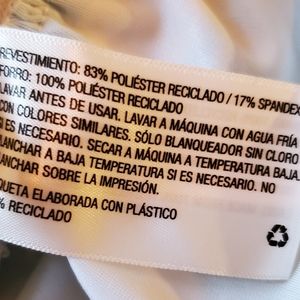 REVESTIMIENTO: 83% POLIÉSTER RECICLADO / 17% SPANDEX
FORRO: 100% POLIÉSTER RECICLADO
LAVAR ANTES DE USAR. LAVAR A MÁQUINA CON AGUA FRÍA
CON COLORES SIMILARES. SÓLO BLANQUEADOR SIN CLORO
SI ES NECESARIO. SECAR A MÁQUINA A TEMPERATURA BAJA.
PLANCHAR A BAJA TEMPERATURA SI ES NECESARIO. NO
PLANCHAR SOBRE LA IMPRESIÓN.
QUETA ELABORADA CON PLÁSTICO
% RECICLADO